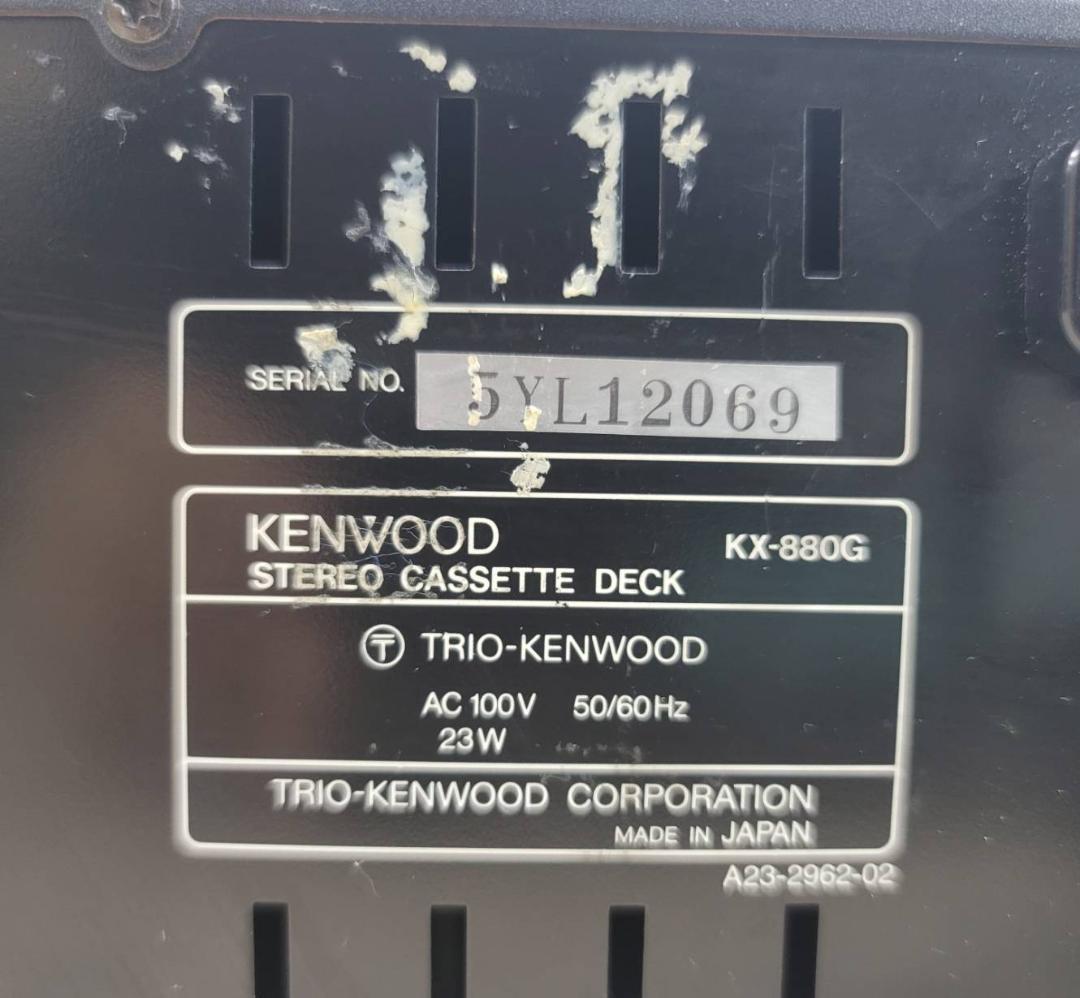 SERIAL NO. 5YL12069
KENWOOD KX-880G
STEREO CASSETTE DECK
〒 TRIO-KENWOOD
AC 100V 50/60Hz
23W
TRIO-KENWOOD CORPORATION
MADE IN JAPAN
A23-2962-02